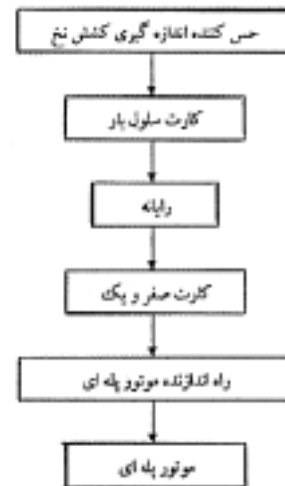 حس کننده اندازه گیری کشش نخ
کارت سلول بار
رایانه
کارت صفر و یک
راه اندازنده موتور پله ای
موتور پله ای